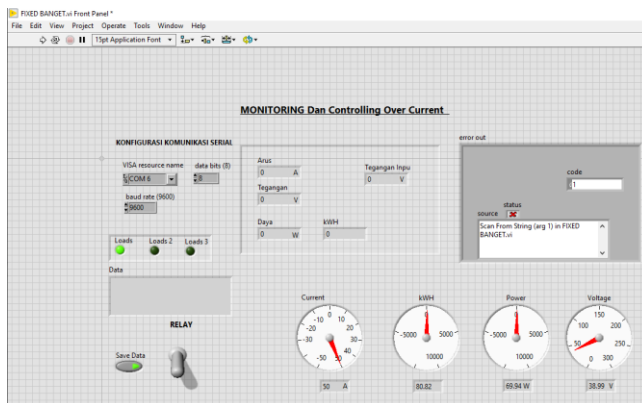 FIXED BANGET.vi Front Panel *
File Edit View Project Operate Tools Window Help
15pt Application Font
MONITORING Dan Controlling Over Current
KONFIGURASI KOMUNIKASI SERIAL
VISA resource name data bits (8)
COM 6 8
baud rate (9600)
9600
Loads Loads 2 Loads 3
Data
RELAY
Save Data
Arus
0 A
Tegangan Inpu
0 V
Tegangan
0 V
Daya kWH
0 W 0
error out
code
1
status
source
Scan From String (arg 1) in FIXED
BANGET.vi
Current
-10 0 10
-20 20
-30 30
-40 40
-50 50
50 A
kWH
0
-5000 5000
10000
80.82
Power
0
-5000 5000
10000
69.94 W
Voltage
150
100 200
50 250
0 300
38.99 V